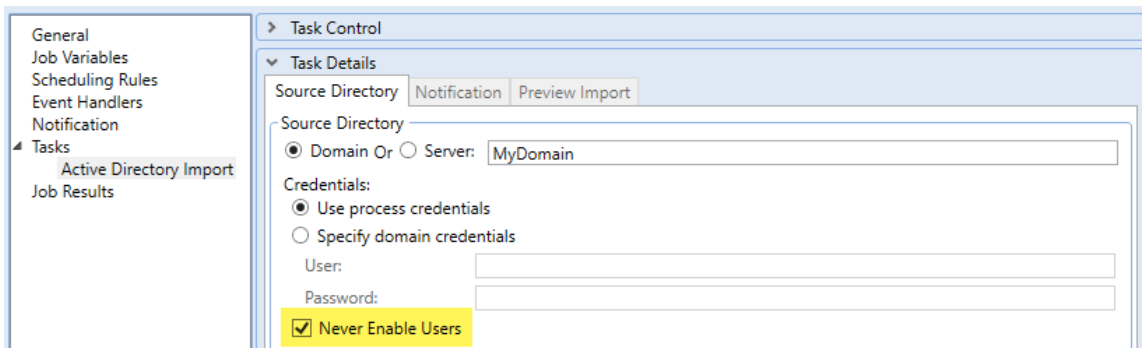 General
Job Variables
Scheduling Rules
Event Handlers
Notification
Tasks
Active Directory Import
Job Results
Task Control
Task Details
Source Directory Notification Preview Import
Source Directory
Domain Or Server: MyDomain
Credentials:
Use process credentials
Specify domain credentials
User:
Password:
Never Enable Users